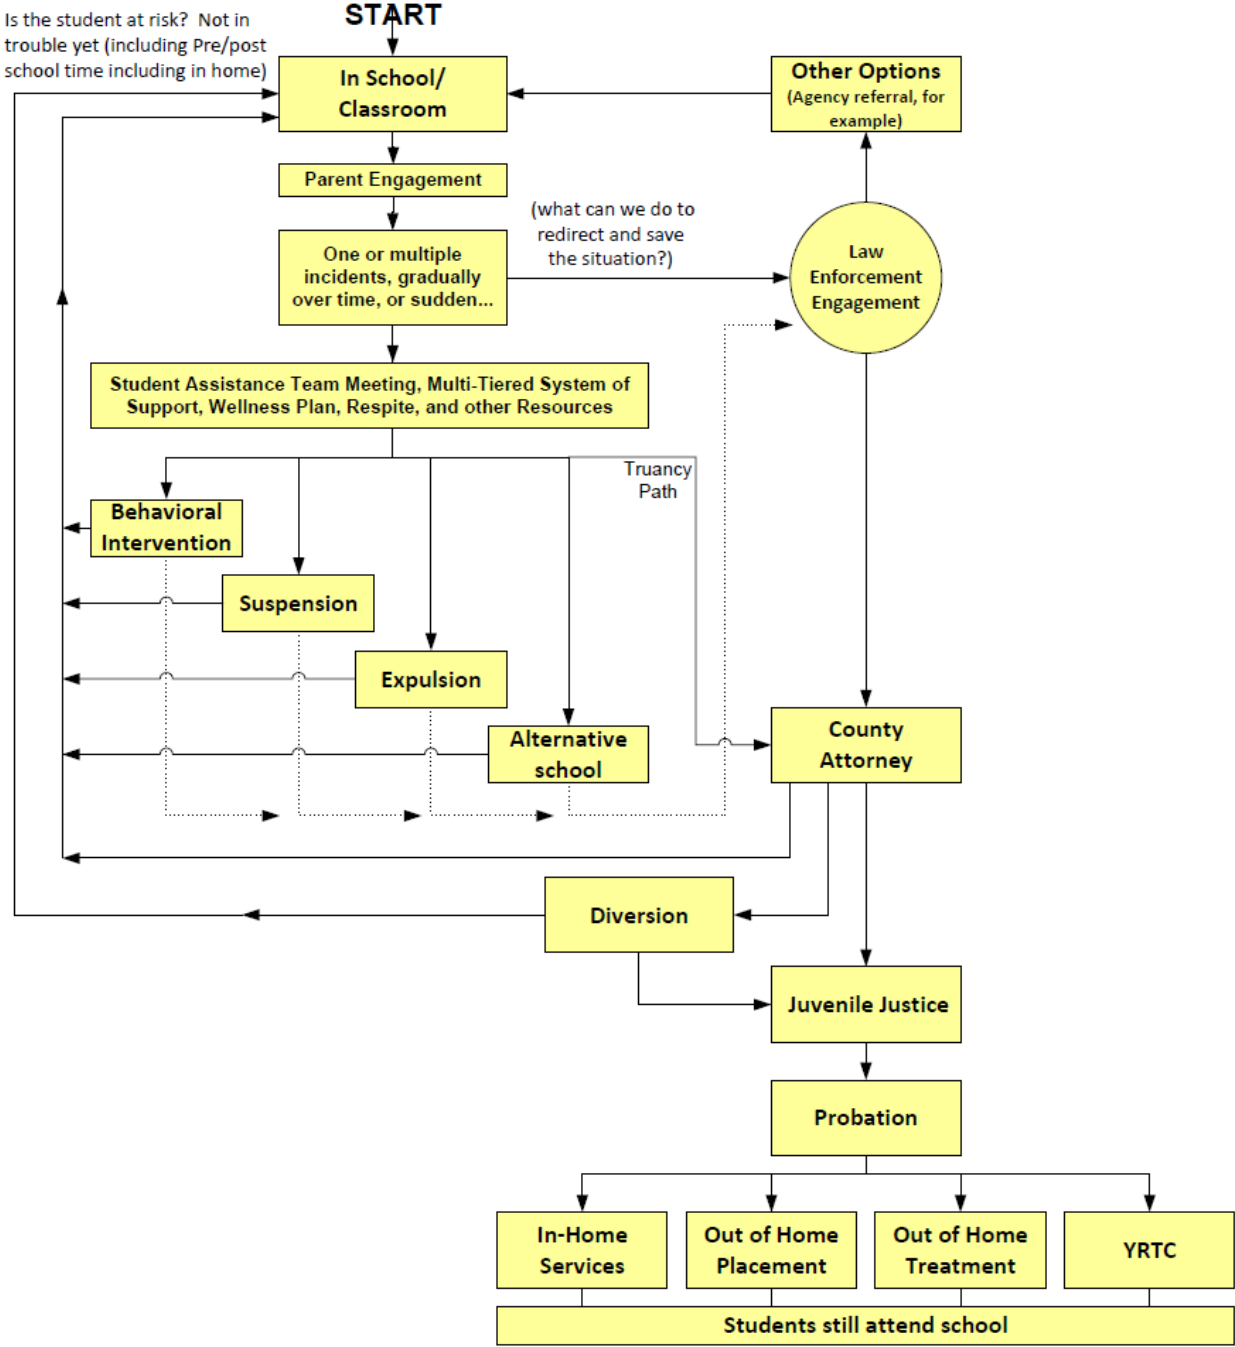 START
Is the student at risk?  Not in
trouble yet (including Pre/post
school time including in home)
In School/
Classroom
Other Options
(Agency referral, for
example)
Parent Engagement
(what can we do to
redirect and save
the situation?)
One or multiple
incidents, gradually
over time, or sudden...
Law
Enforcement
Engagement
Student Assistance Team Meeting, Multi-Tiered System of
Support, Wellness Plan, Respite, and other Resources
Truancy
Path
Behavioral
Intervention
Suspension
Expulsion
Alternative
school
County
Attorney
Diversion
Juvenile Justice
Probation
In-Home
Services
Out of Home
Placement
Out of Home
Treatment
YRTC
Students still attend school